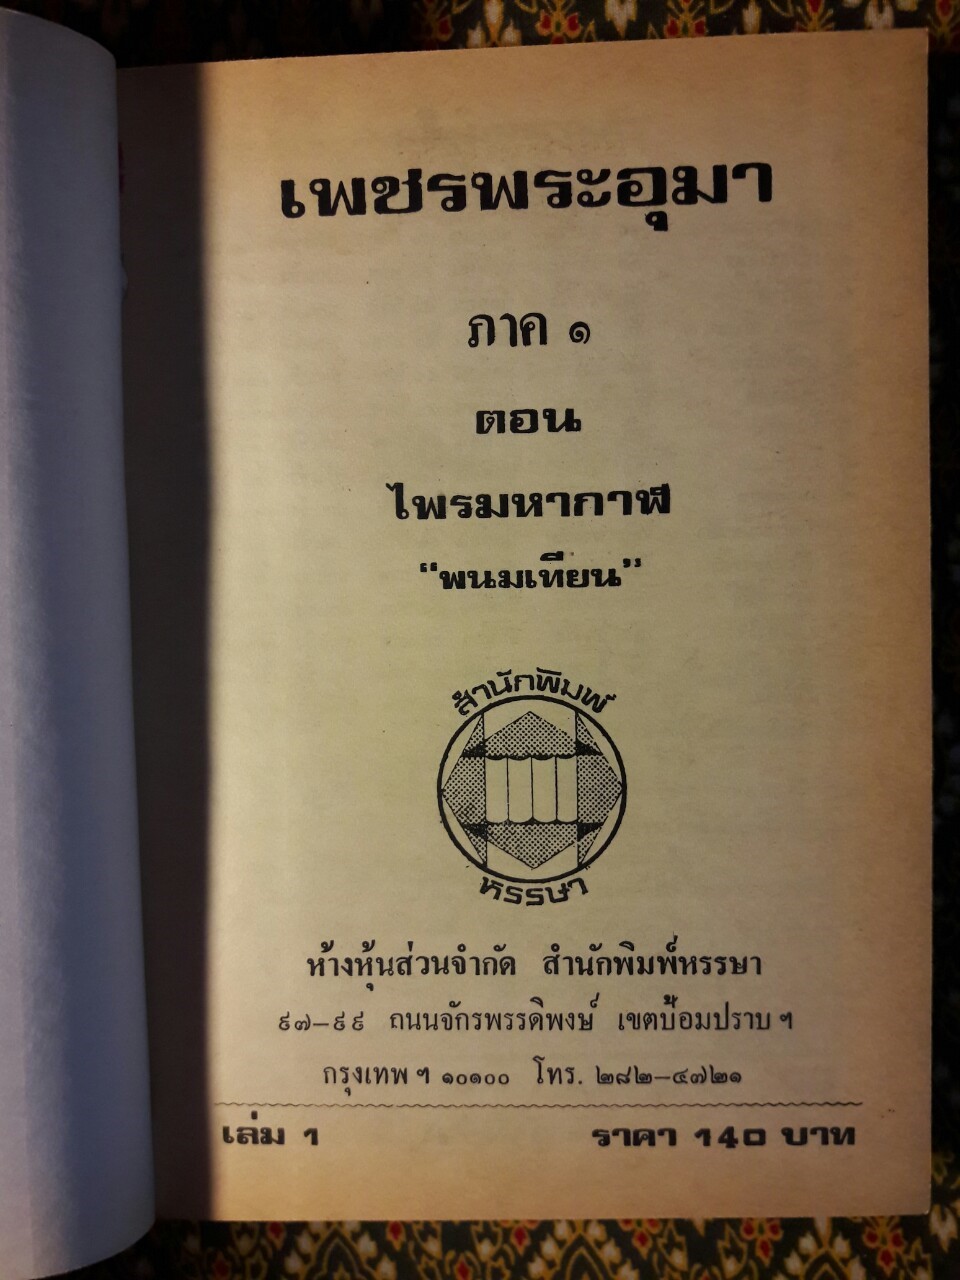 เพชรพระอุมา
ภาค ๑
ตอน
ไพรมหากาฬ
“พนมเทียน”
สำนักพิมพ์
หรรษา
ห้างหุ้นส่วนจำกัด สำนักพิมพ์หรรษา
๙๗–๙๙ ถนนจักรพรรดิพงษ์ เขตป้อมปราบ ฯ
กรุงเทพ ฯ ๑๐๑๐๐ โทร. ๒๘๒–๔๗๒๑
เล่ม 1 ราคา 140 บาท